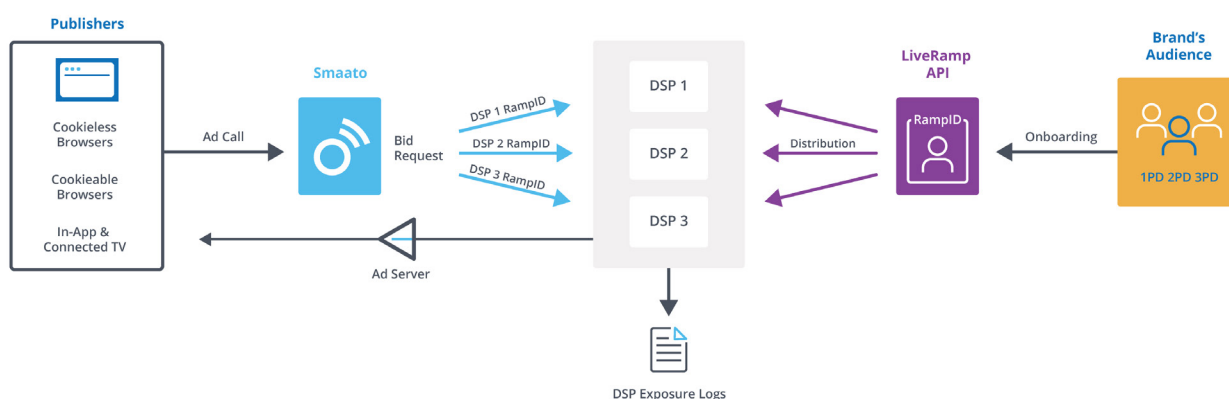 Publishers
Cookieless
Browsers
Cookieable
Browsers
In-App &
Connected TV
Ad Call
Smaato
Bid
Request
DSP 1 RampID
DSP 2 RampID
DSP 3 RampID
Ad Server
DSP 1
DSP 2
DSP 3
DSP Exposure Logs
Distribution
LiveRamp
API
RampID
Onboarding
Brand's
Audience
1PD 2PD 3PD